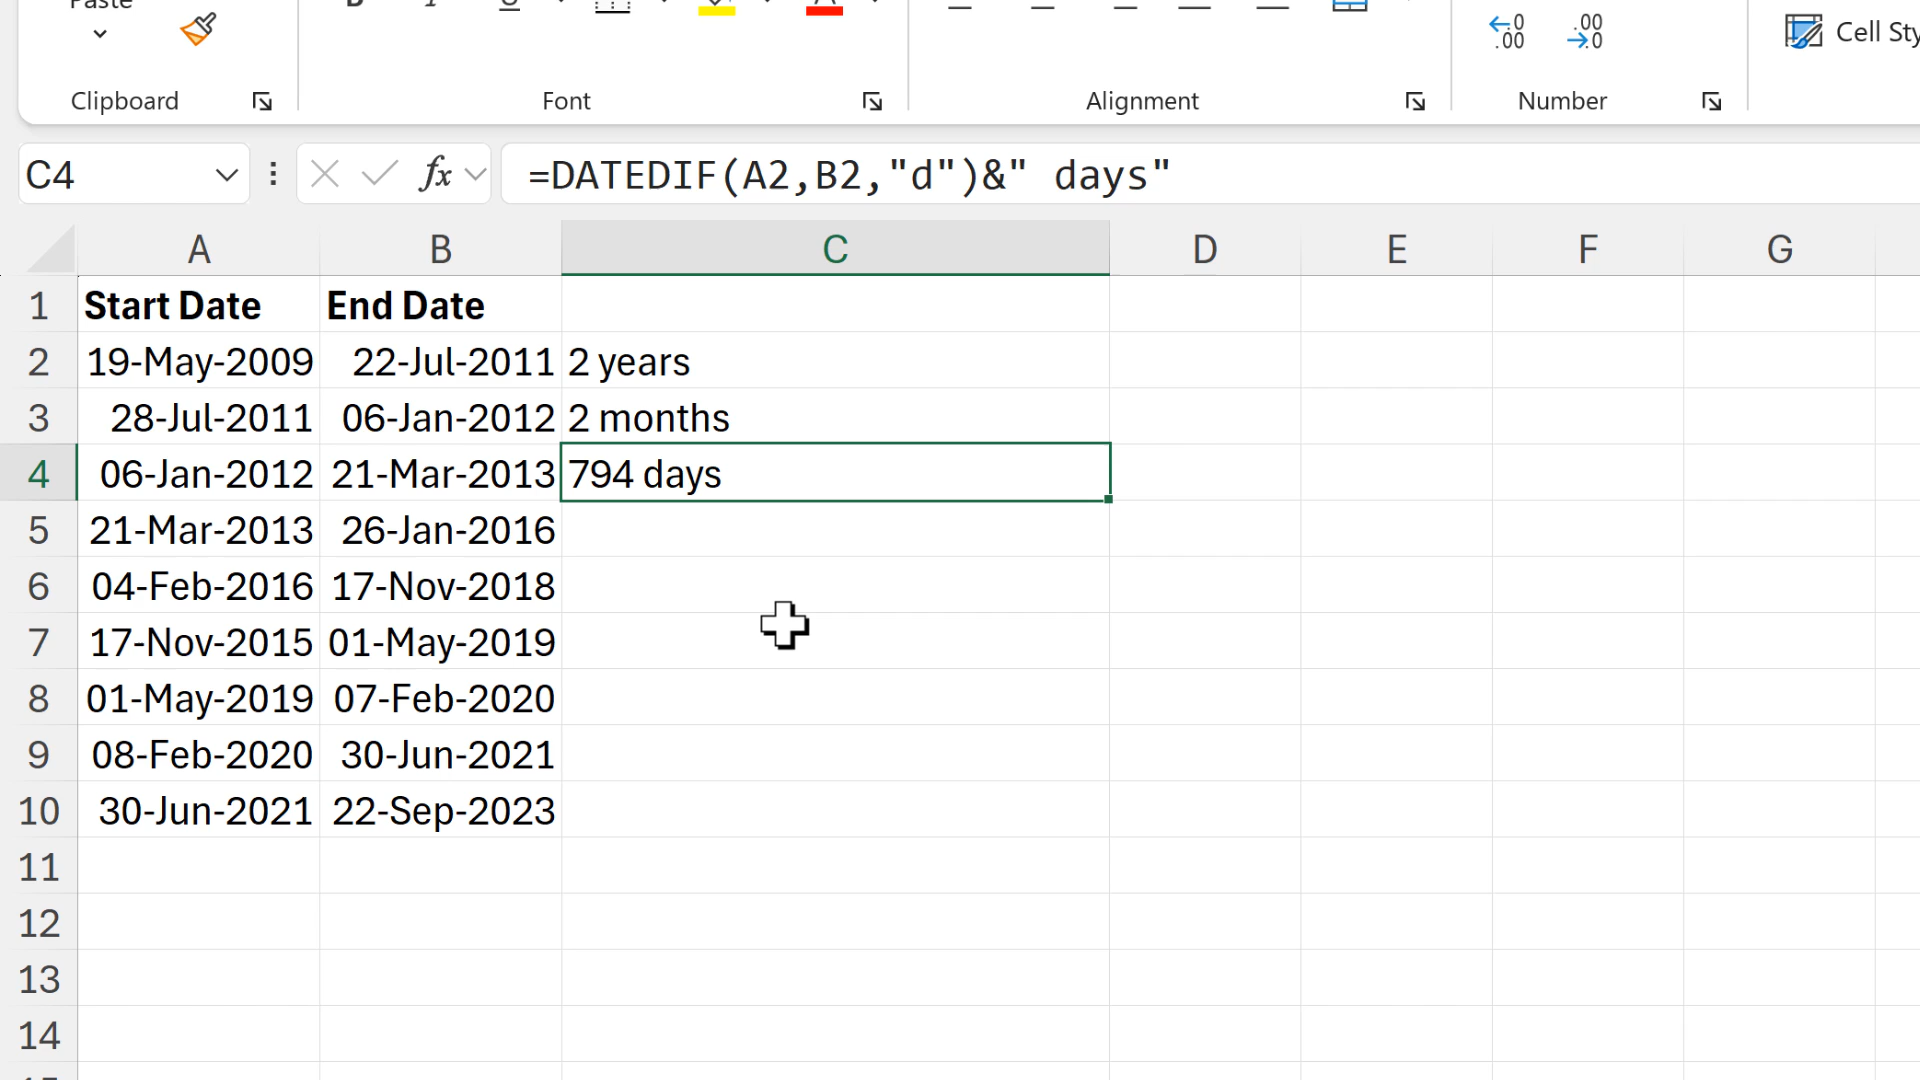 Paste
Clipboard
Font
Alignment
Number
Cell Sty
C4
fx
=DATEDIF(A2,B2,"d")&" days"
A B C D E F G
1 Start Date End Date
2 19-May-2009 22-Jul-2011 2 years
3 28-Jul-2011 06-Jan-2012 2 months
4 06-Jan-2012 21-Mar-2013 794 days
5 21-Mar-2013 26-Jan-2016
6 04-Feb-2016 17-Nov-2018
7 17-Nov-2015 01-May-2019
8 01-May-2019 07-Feb-2020
9 08-Feb-2020 30-Jun-2021
10 30-Jun-2021 22-Sep-2023
11
12
13
14